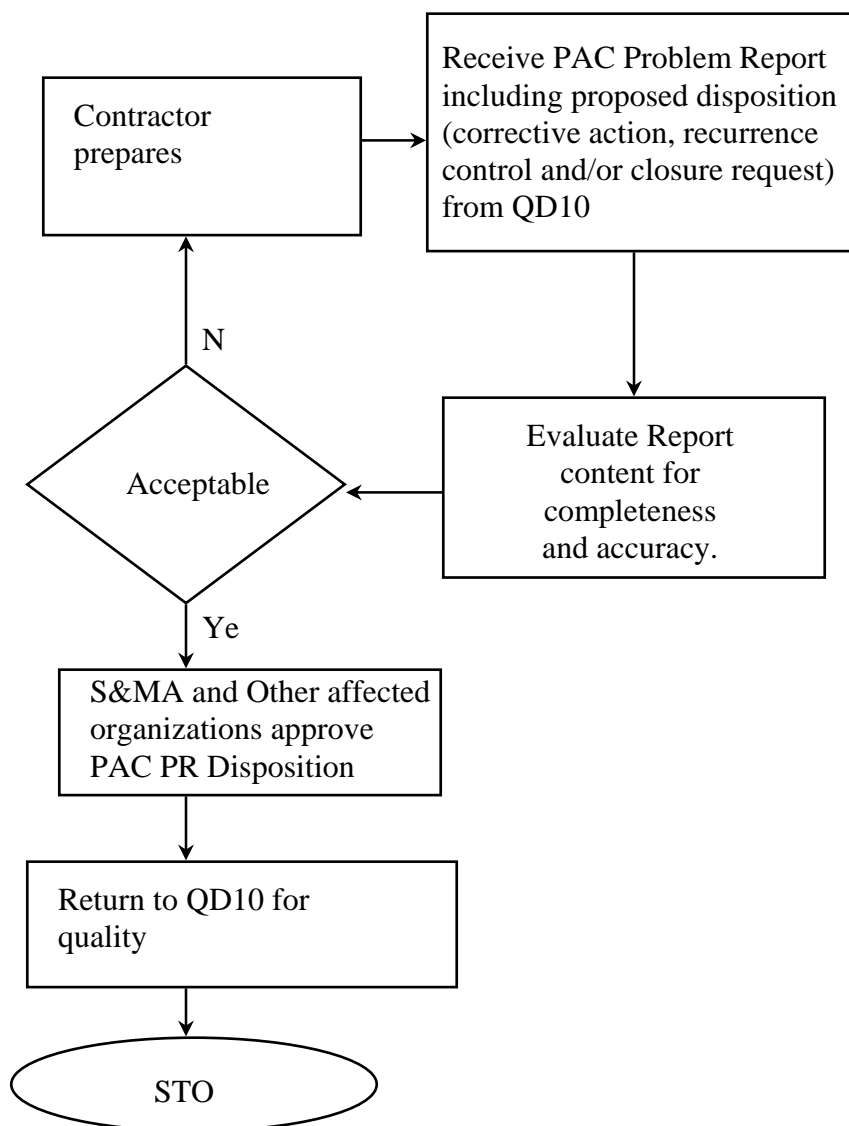 Contractor
prepares
Receive PAC Problem Report
including proposed disposition
(corrective action, recurrence
control and/or closure request)
from QD10
N
Acceptable
Evaluate Report
content for
completeness
and accuracy.
Ye
S&MA and Other affected
organizations approve
PAC PR Disposition
Return to QD10 for
quality
STO